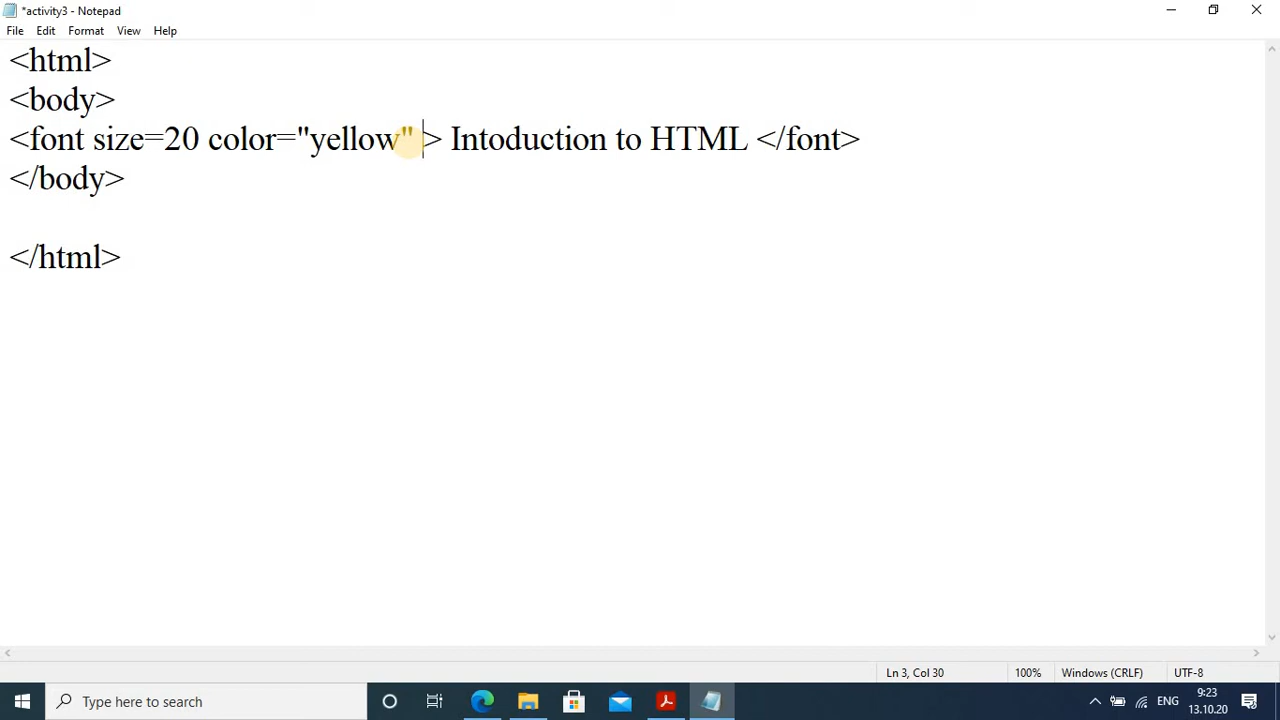 *activity3 - Notepad
File Edit Format View Help
<html>
<body>
<font size=20 color="yellow" > Intoduction to HTML </font>
</body>
</html>
Ln 3, Col 30 100% Windows (CRLF) UTF-8
Type here to search
ENG
9:23
13.10.20